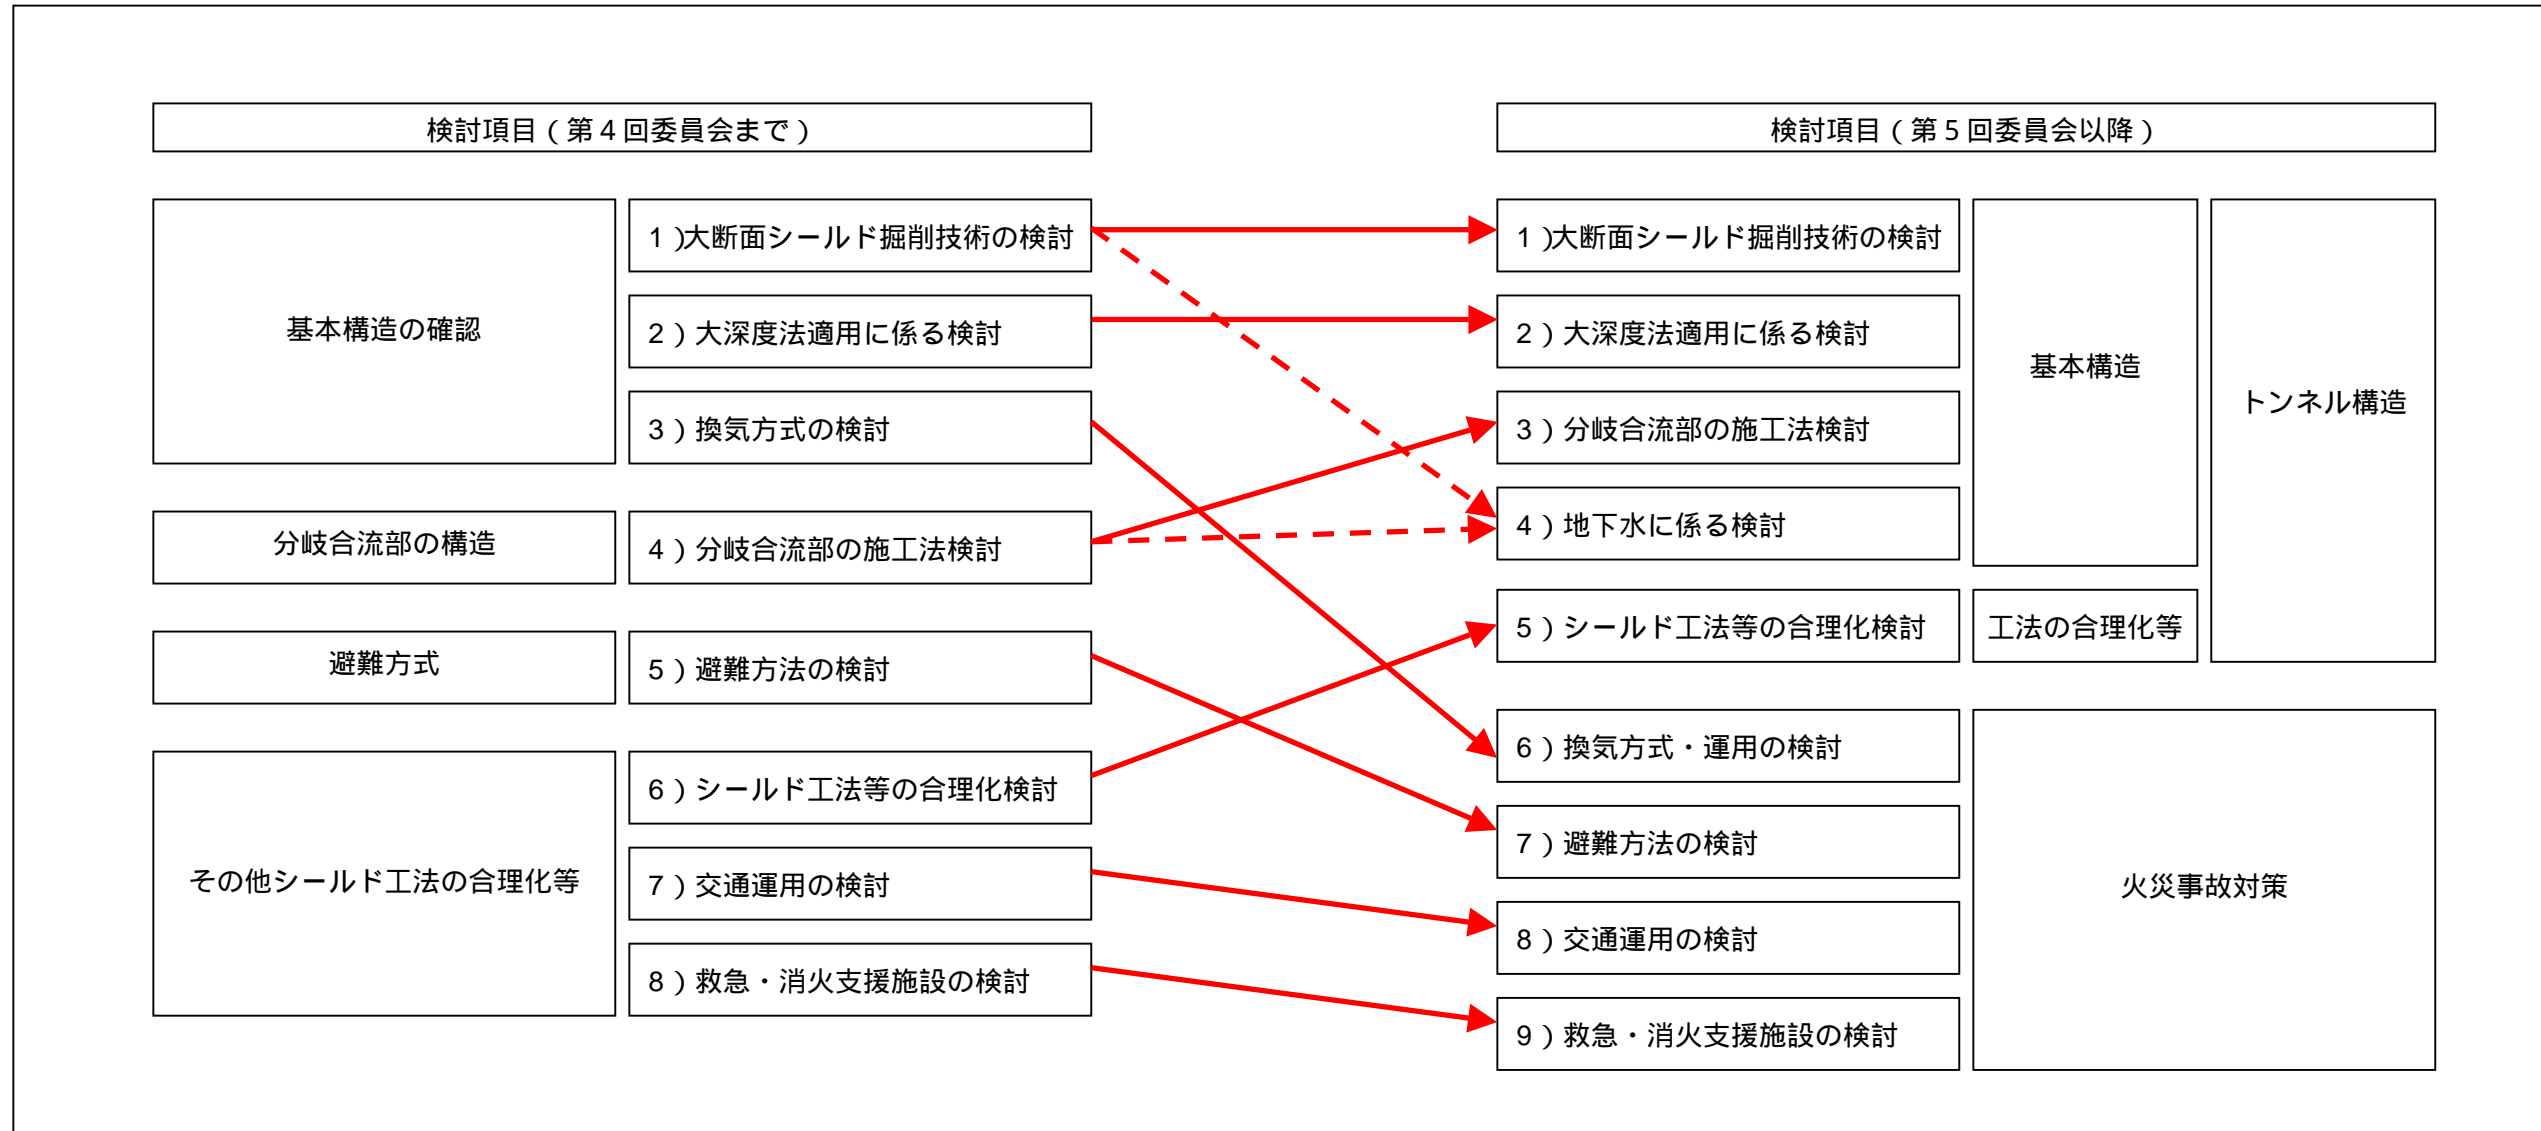 検討項目（第４回委員会まで）
基本構造の確認
1）大断面シールド掘削技術の検討
2）大深度法適用に係る検討
3）換気方式の検討
分岐合流部の構造
4）分岐合流部の施工法検討
避難方式
5）避難方法の検討
その他シールド工法の合理化等
6）シールド工法等の合理化検討
7）交通運用の検討
8）救急・消火支援施設の検討
検討項目（第５回委員会以降）
1）大断面シールド掘削技術の検討
2）大深度法適用に係る検討
3）分岐合流部の施工法検討
4）地下水に係る検討
基本構造
5）シールド工法等の合理化検討
工法の合理化等
トンネル構造
6）換気方式・運用の検討
7）避難方法の検討
8）交通運用の検討
9）救急・消火支援施設の検討
火災事故対策